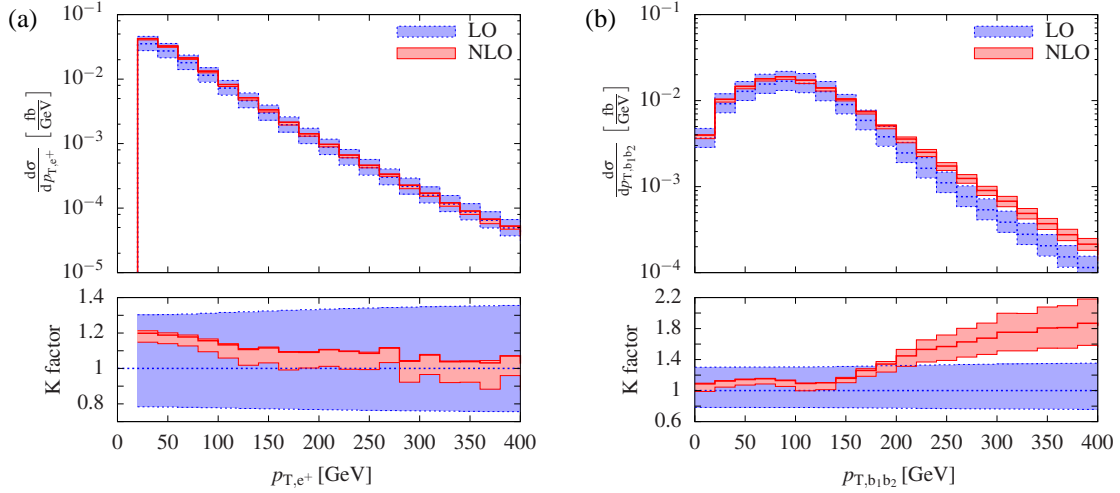 (a)
LO
NLO
10⁻¹
10⁻²
10⁻³
10⁻⁴
10⁻⁵
dσ/dp_T,e⁺ [fb/GeV]
1.4
1.2
1
0.8
K factor
0 50 100 150 200 250 300 350 400
p_T,e⁺ [GeV]
(b)
LO
NLO
10⁻¹
10⁻²
10⁻³
10⁻⁴
dσ/dp_T,b₁b₂ [fb/GeV]
2.2
1.8
1.4
1
0.6
K factor
0 50 100 150 200 250 300 350 400
p_T,b₁b₂ [GeV]